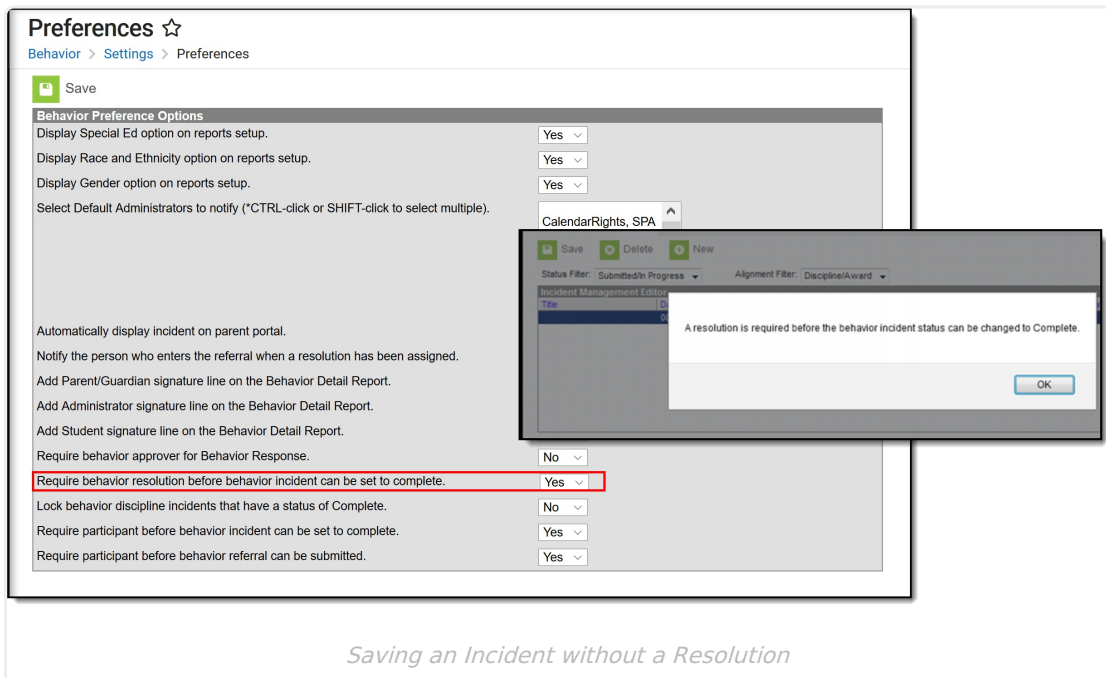 Preferences
Behavior > Settings > Preferences
Save
Behavior Preference Options
Display Special Ed option on reports setup. Yes
Display Race and Ethnicity option on reports setup. Yes
Display Gender option on reports setup. Yes
Select Default Administrators to notify (*CTRL-click or SHIFT-click to select multiple).
CalendarRights, SPA
Save Delete New
Status Filter: Submitted/In Progress Alignment Filter: Discipline/Award
Incident Management Editor
Title
A resolution is required before the behavior incident status can be changed to Complete.
OK
Automatically display incident on parent portal.
Notify the person who enters the referral when a resolution has been assigned.
Add Parent/Guardian signature line on the Behavior Detail Report.
Add Administrator signature line on the Behavior Detail Report.
Add Student signature line on the Behavior Detail Report.
Require behavior approver for Behavior Response. No
Require behavior resolution before behavior incident can be set to complete. Yes
Lock behavior discipline incidents that have a status of Complete. No
Require participant before behavior incident can be set to complete. Yes
Require participant before behavior referral can be submitted. Yes
Saving an Incident without a Resolution